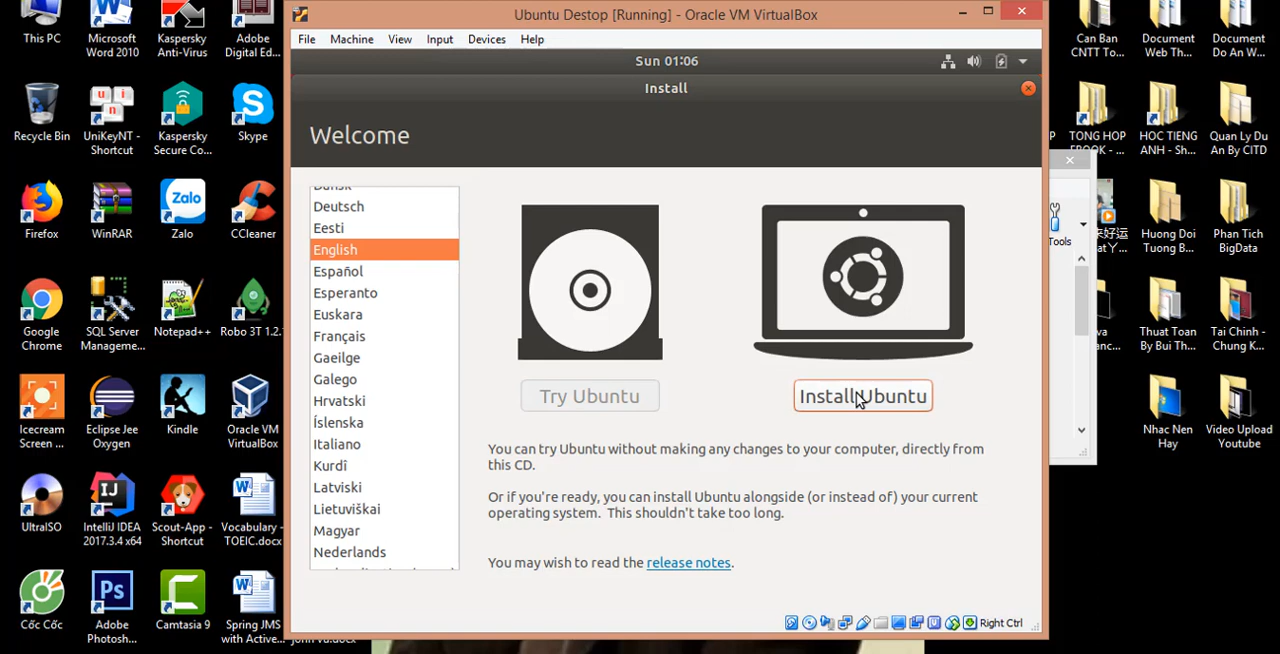 Ubuntu Destop [Running] - Oracle VM VirtualBox
File Machine View Input Devices Help
Sun 01:06
Install
Welcome
Dansk
Deutsch
Eesti
English
Español
Esperanto
Euskara
Français
Gaeilge
Galego
Hrvatski
Íslenska
Italiano
Kurdî
Latviski
Lietuviškai
Magyar
Nederlands
Try Ubuntu
Install Ubuntu
You can try Ubuntu without making any changes to your computer, directly from
this CD.
Or if you're ready, you can install Ubuntu alongside (or instead of) your current
operating system. This shouldn't take too long.
You may wish to read the release notes.
Right Ctrl
This PC
Microsoft
Word 2010
Kaspersky
Anti-Virus
Adobe
Digital Ed...
Recycle Bin
UniKeyNT -
Shortcut
Kaspersky
Secure Co...
Skype
Firefox
WinRAR
Zalo
Zalo
CCleaner
Google
Chrome
SQL Server
Manageme...
Notepad++
Robo 3T 1.2.
Icecream
Screen ...
Eclipse Jee
Oxygen
Kindle
Oracle VM
VirtualBox
UltraISO
IntelliJ IDEA
2017.3.4 x64
Scout-App -
Shortcut
Vocabulary -
TOEIC.docx
Cốc Cốc
Adobe
Photosh...
Camtasia 9
Spring JMS
with Active...
Can Ban
CNTT To...
Document
Web Th...
Document
Do An W...
TONG HOP
EBOOK - ...
HOC TIENG
ANH - Sh...
Quan Ly Du
An By CITD
Tools
Huong Doi
Tuong B...
Phan Tich
BigData
Thuat Toan
By Bui Th...
Tai Chinh -
Chung K...
Nhac Nen
Hay
Video Upload
Youtube